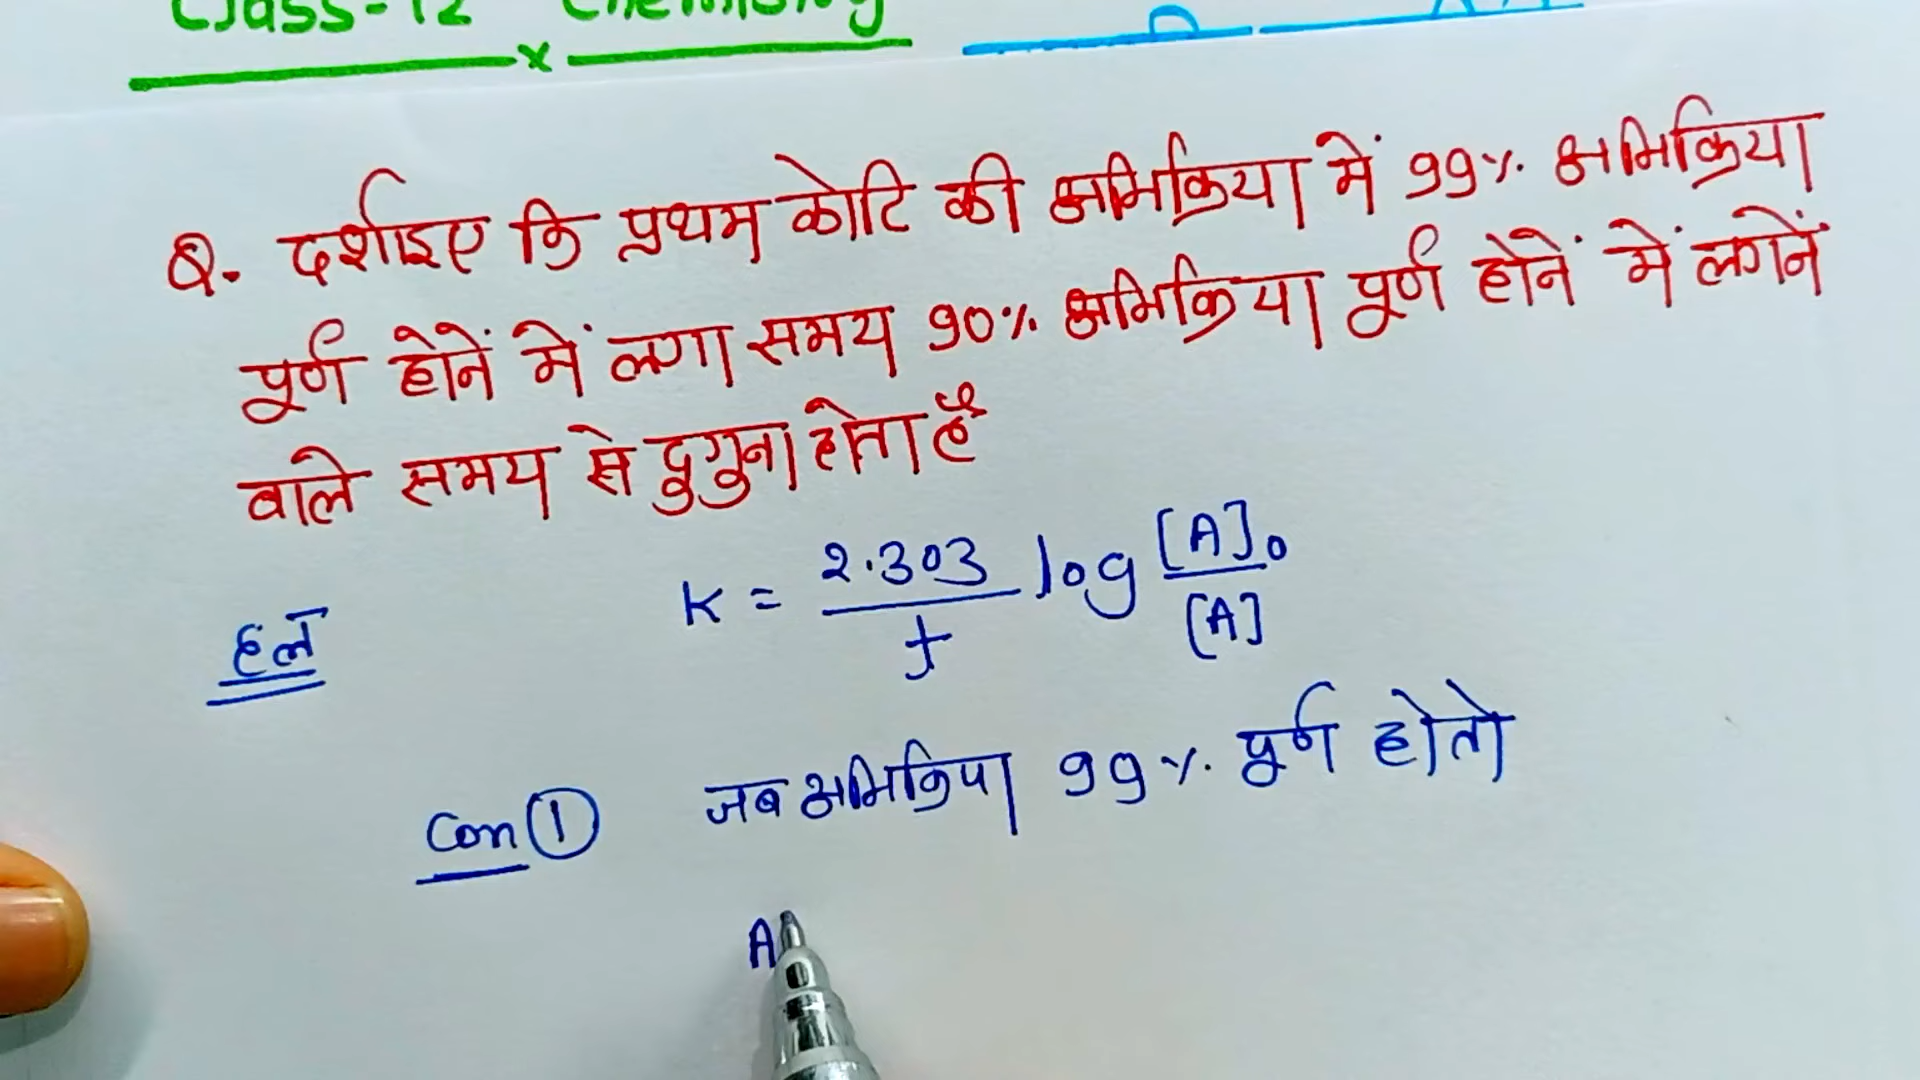 Class-12 Chemistry
x
Q. दर्शाइए कि प्रथम कोटि की अभिक्रिया में 99% अभिक्रिया
पूर्ण होनें में लगा समय 90% अभिक्रिया पूर्ण होनें में लगनें
वाले समय से दुगुना होता है
हल
K = 2.303/t log [A]₀/[A]
Con ① जब अभिक्रिया 99% पूर्ण हो तो
A